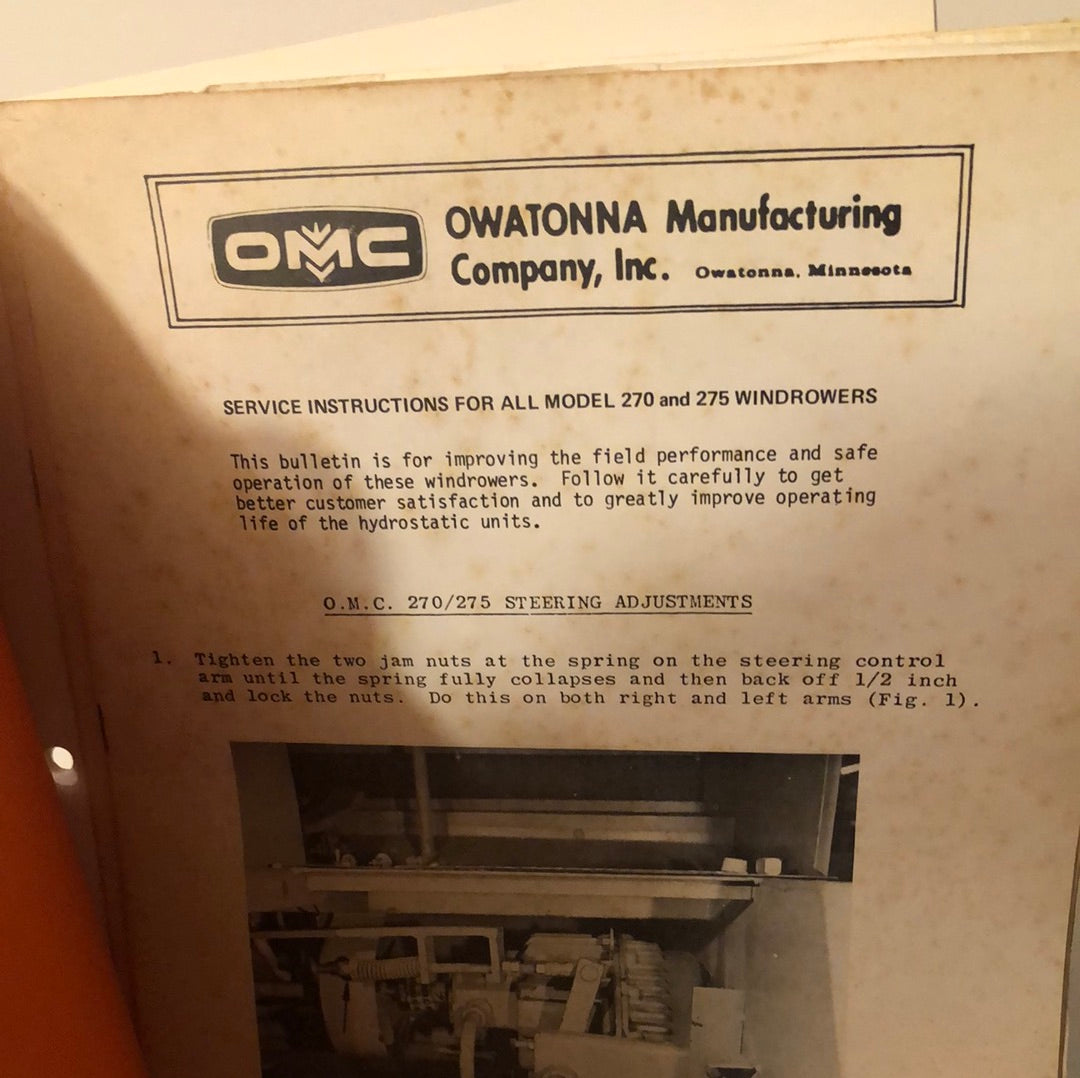 OMC
OWATONNA Manufacturing
Company, Inc. Owatonna, Minnesota
SERVICE INSTRUCTIONS FOR ALL MODEL 270 and 275 WINDROWERS
This bulletin is for improving the field performance and safe
operation of these windrowers. Follow it carefully to get
better customer satisfaction and to greatly improve operating
life of the hydrostatic units.
O.M.C. 270/275 STEERING ADJUSTMENTS
1. Tighten the two jam nuts at the spring on the steering control
arm until the spring fully collapses and then back off 1/2 inch
and lock the nuts. Do this on both right and left arms (Fig. 1).